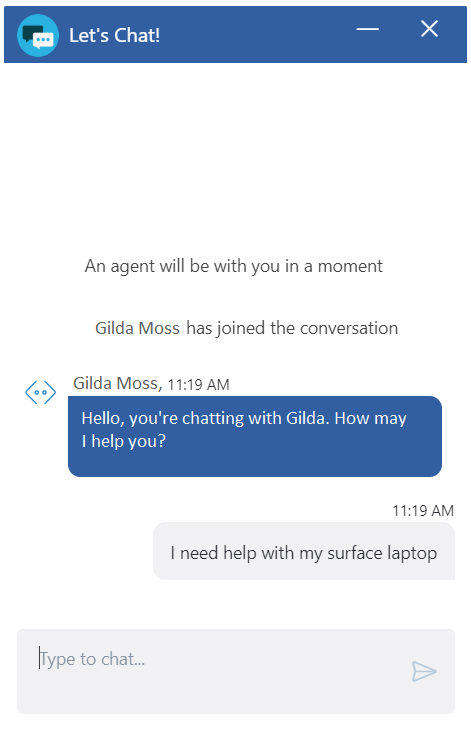 Let's Chat!
An agent will be with you in a moment
Gilda Moss has joined the conversation
Gilda Moss, 11:19 AM
Hello, you're chatting with Gilda. How may
I help you?
11:19 AM
I need help with my surface laptop
Type to chat...